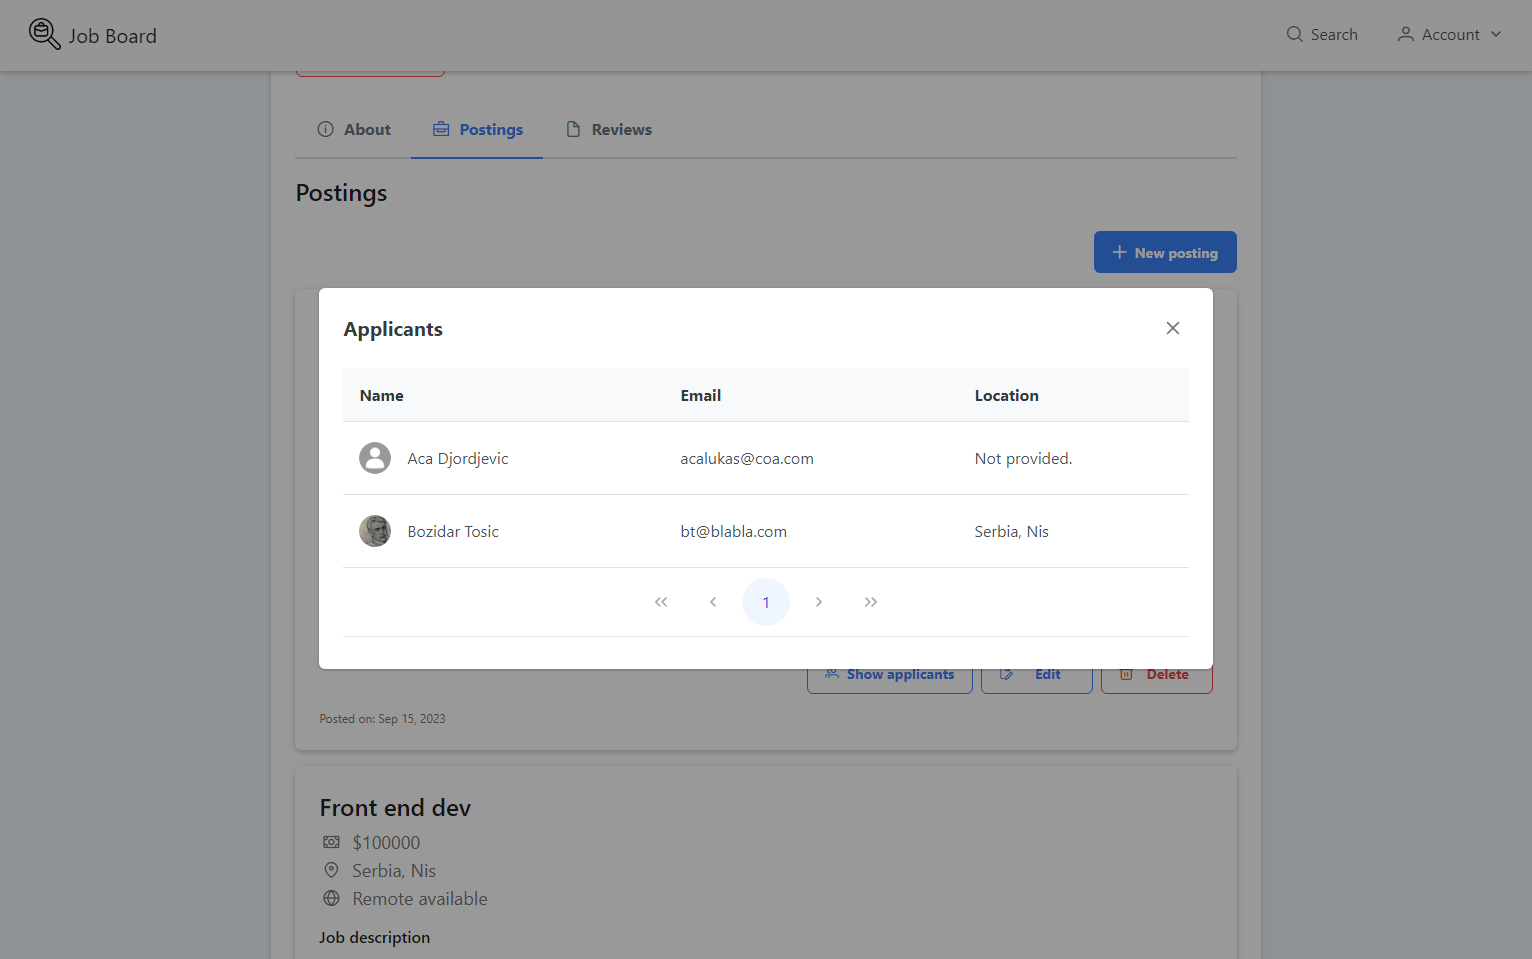 Job Board
Search
Account
About
Postings
Reviews
Postings
New posting
Applicants
Name Email Location
Aca Djordjevic acalukas@coa.com Not provided.
Bozidar Tosic bt@blabla.com Serbia, Nis
1
Show applicants
Edit
Delete
Posted on: Sep 15, 2023
Front end dev
$100000
Serbia, Nis
Remote available
Job description